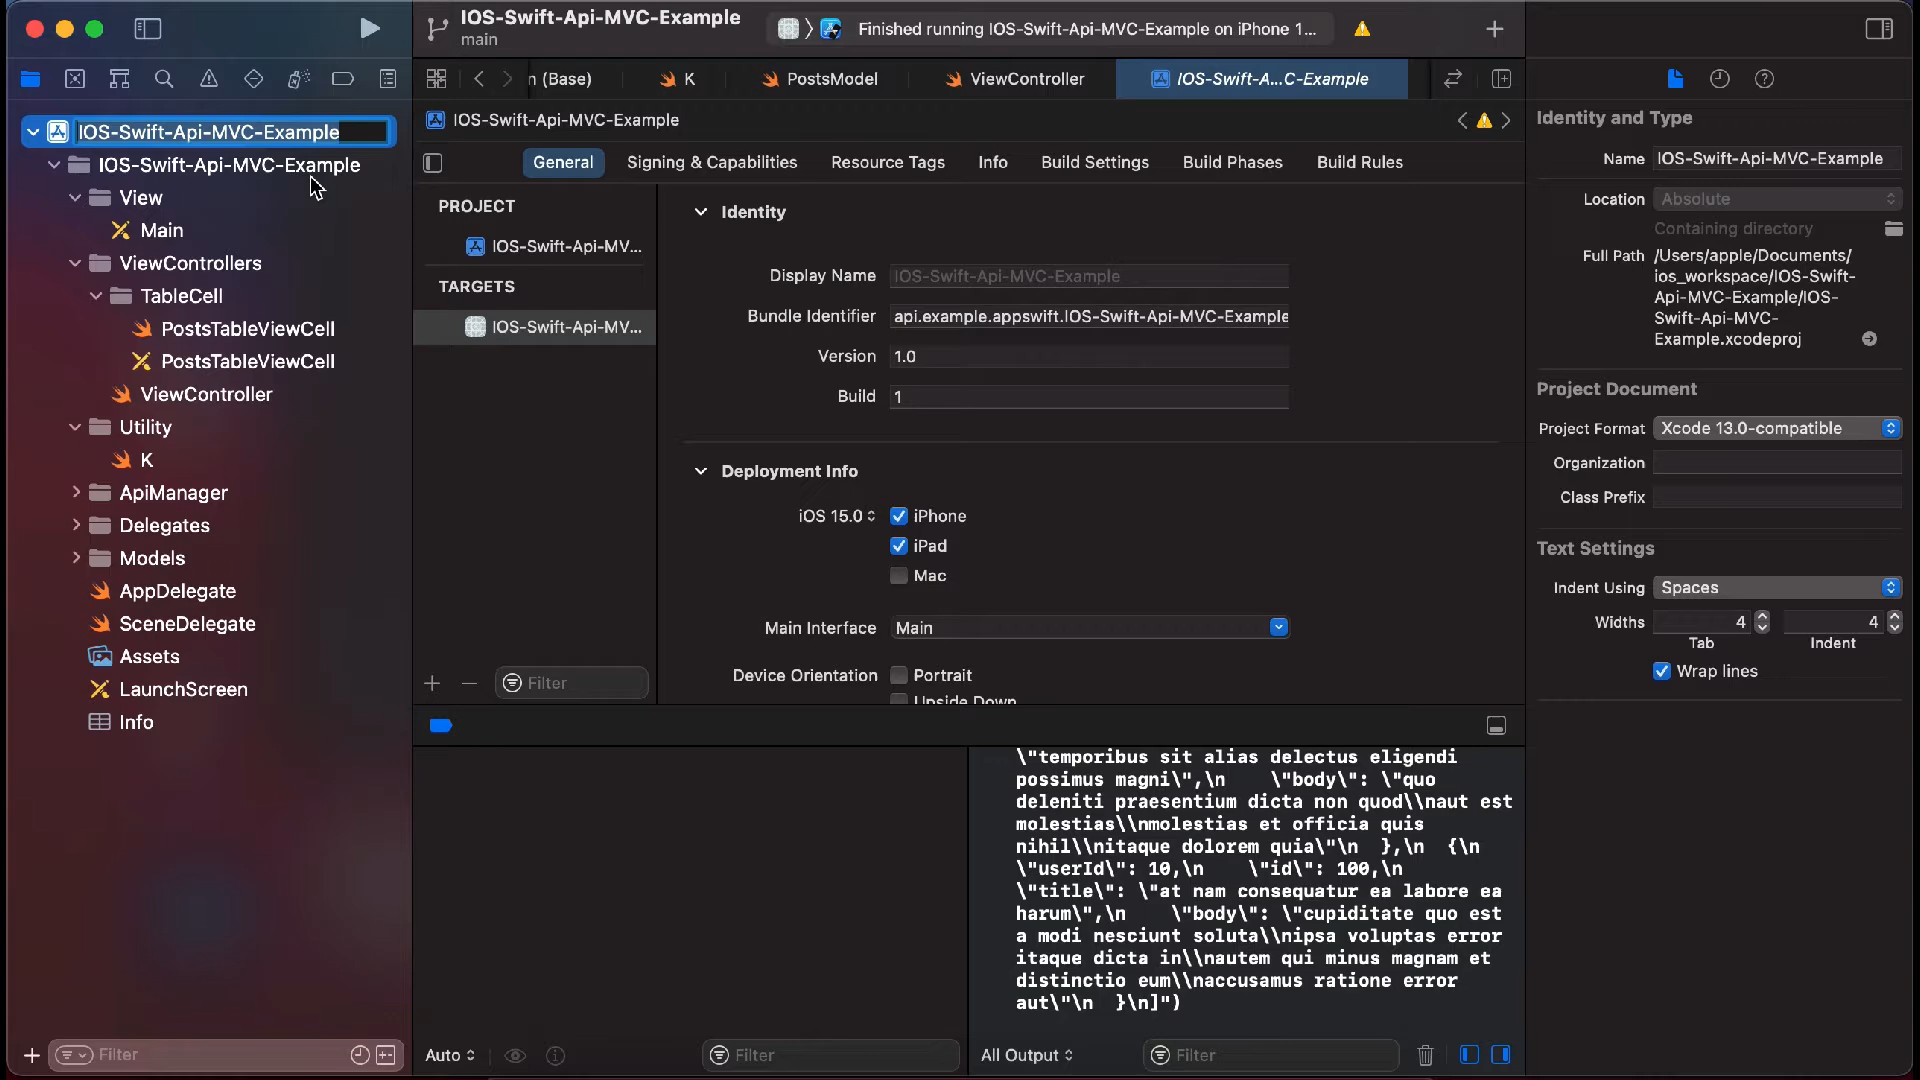 IOS-Swift-Api-MVC-Example
main
Finished running IOS-Swift-Api-MVC-Example on iPhone 1...
n (Base)
K
PostsModel
ViewController
IOS-Swift-A...C-Example
IOS-Swift-Api-MVC-Example
General
Signing & Capabilities
Resource Tags
Info
Build Settings
Build Phases
Build Rules
IOS-Swift-Api-MVC-Example
IOS-Swift-Api-MVC-Example
View
Main
ViewControllers
TableCell
PostsTableViewCell
PostsTableViewCell
ViewController
Utility
K
ApiManager
Delegates
Models
AppDelegate
SceneDelegate
Assets
LaunchScreen
Info
Filter
PROJECT
IOS-Swift-Api-MV...
TARGETS
IOS-Swift-Api-MV...
Filter
Identity
Display Name IOS-Swift-Api-MVC-Example
Bundle Identifier api.example.appswift.IOS-Swift-Api-MVC-Example
Version 1.0
Build 1
Deployment Info
iOS 15.0 iPhone
iPad
Mac
Main Interface Main
Device Orientation Portrait
Upside Down
\"temporibus sit alias delectus eligendi
possimus magni\",\n    \"body\": \"quo
deleniti praesentium dicta non quod\\naut est
molestias\\nmolestias et officia quis
nihil\\nitaque dolorem quia\"\n  },\n  {\n
\"userId\": 10,\n    \"id\": 100,\n
\"title\": \"at nam consequatur ea labore ea
harum\",\n    \"body\": \"cupiditate quo est
a modi nesciunt soluta\\nipsa voluptas error
itaque dicta in\\nautem qui minus magnam et
distinctio eum\\naccusamus ratione error
aut\"\n  }\n]")
Auto
Filter
All Output
Filter
Identity and Type
Name IOS-Swift-Api-MVC-Example
Location Absolute
Containing directory
Full Path /Users/apple/Documents/
ios_workspace/IOS-Swift-
Api-MVC-Example/IOS-
Swift-Api-MVC-
Example.xcodeproj
Project Document
Project Format Xcode 13.0-compatible
Organization
Class Prefix
Text Settings
Indent Using Spaces
Widths 4 4
Tab Indent
Wrap lines